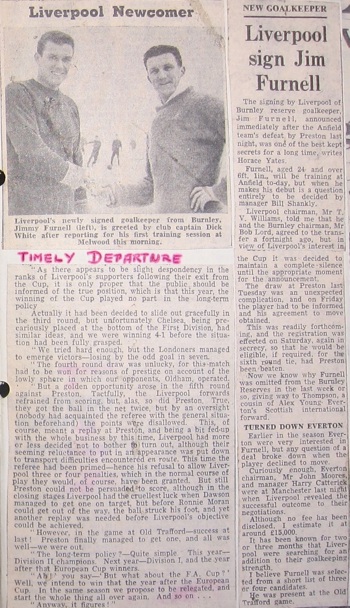 Liverpool Newcomer
Liverpool's newly signed goalkeeper from Burnley,
Jimmy Furnell (left), is greeted by club captain Dick
White after reporting for his first training session at
Melwood this morning.
TIMELY DEPARTURE
"As there appears to be slight despondency in the
ranks of Liverpool's supporters following their exit from
the Cup, it is only proper that the public should be
informed of the true position, which is that this year, the
winning of the Cup played no part in the long-term
policy
Actually it had been decided to slide out gracefully in
the third round, but unfortunately Chelsea, being pre-
cariously placed at the bottom of the First Division, had
similar ideas, and we were winning 4-1 before the situa-
tion had been fully grasped.
"We tried hard enough, but the Londoners managed
to emerge victors—losing by the odd goal in seven.
"The fourth round draw was unlucky, for the match
had to be won for reasons of prestige on account of the
lowly sphere in which our opponents, Oldham, operated.
"But a golden opportunity arose in the fifth round
against Preston. Tactfully, the Liverpool forwards
refrained from scoring, but, alas, so did Preston. True,
they got the ball in the net twice, but by an oversight
(nobody had acquainted the referee with the general situa-
tion beforehand) the points were disallowed. This, of
course, meant a replay at Preston, and being a bit fed-up
with the whole business by this time, Liverpool had more
or less decided not to bother to turn out, although their
seeming reluctance to put in an appearance was put down
to transport difficulties encountered en route. This time the
referee had been primed—hence his refusal to allow Liver-
pool three or four penalties, which in the normal course of
play they would, of course, have been granted. But still
Preston could not be persuaded to score, although in the
closing stages Liverpool had the cruellest luck when Dawson
managed to get one on target, but before Ronnie Moran
could get out of the way, the ball struck his foot, and yet
another replay was needed before Liverpool's objective
could be achieved.
"However, in the game at Old Trafford—success at
last! Preston finally managed to get one, and all was
well—we were out.
"The long-term policy?—Quite simple. This year—
Division II champions. Next year—Division I, and the year
after that European Cup winners.
"Ah!' you say—'But what about the F.A. Cup?'
Well, we intend to win that the year after the European
Cup. In the same season we propose to be relegated, and
start the whole thing all over again. And so on . . .
"Anyway, it figures!"
NEW GOALKEEPER
Liverpool
sign Jim
Furnell
The signing by Liverpool of
Burnley reserve goalkeeper,
Jim Furnell, announced
immediately after the Anfield
team's defeat by Preston last
night, was one of the best kept
secrets for a long time, writes
Horace Yates.
Furnell, aged 24 and over
6ft. 1in., will be training at
Anfield to-day, but when he
makes his debut is a question
entirely to be decided by
manager Bill Shankly.
Liverpool chairman, Mr T.
V. Williams, told me that he
and the Burnley chairman, Mr
Bob Lord, agreed to the trans-
fer a fortnight ago, but in
view of Liverpool's interest in
the Cup it was decided to
maintain a complete silence
until the appropriate moment
for the announcement.
The draw at Preston last
Tuesday was an unexpected
complication, and on Friday
the player had to be informed
and his agreement to move
obtained.
This was readily forthcom-
ing, and the registration was
effected on Saturday, again in
secrecy, so that he would be
eligible, if required, for the
sixth round tie, had Preston
been beaten.
Now we know why Furnell
was omitted from the Burnley
Reserves in the last week or
so, giving way to Thompson, a
cousin of Alex Young Ever-
ton's Scottish international
forward.
TURNED DOWN EVERTON
Earlier in the season Ever-
ton were very interested in
Furnell, but any question of a
deal broke down when the
player declined to move.
Curiously enough, Everton
chairman, Mr John Moores,
and manager Harry Catterick
were at Manchester last night
when Liverpool revealed the
successful outcome to their
negotiations.
Although no fee has been
disclosed, I estimate it at
around £15,000.
It has been known for two
or three months that Liver-
pool were searching for an
addition to their goalkeeping
strength.
I believe Furnell was selec-
ted from a short list of three
or four candidates.
He was present at the Old
Trafford game.